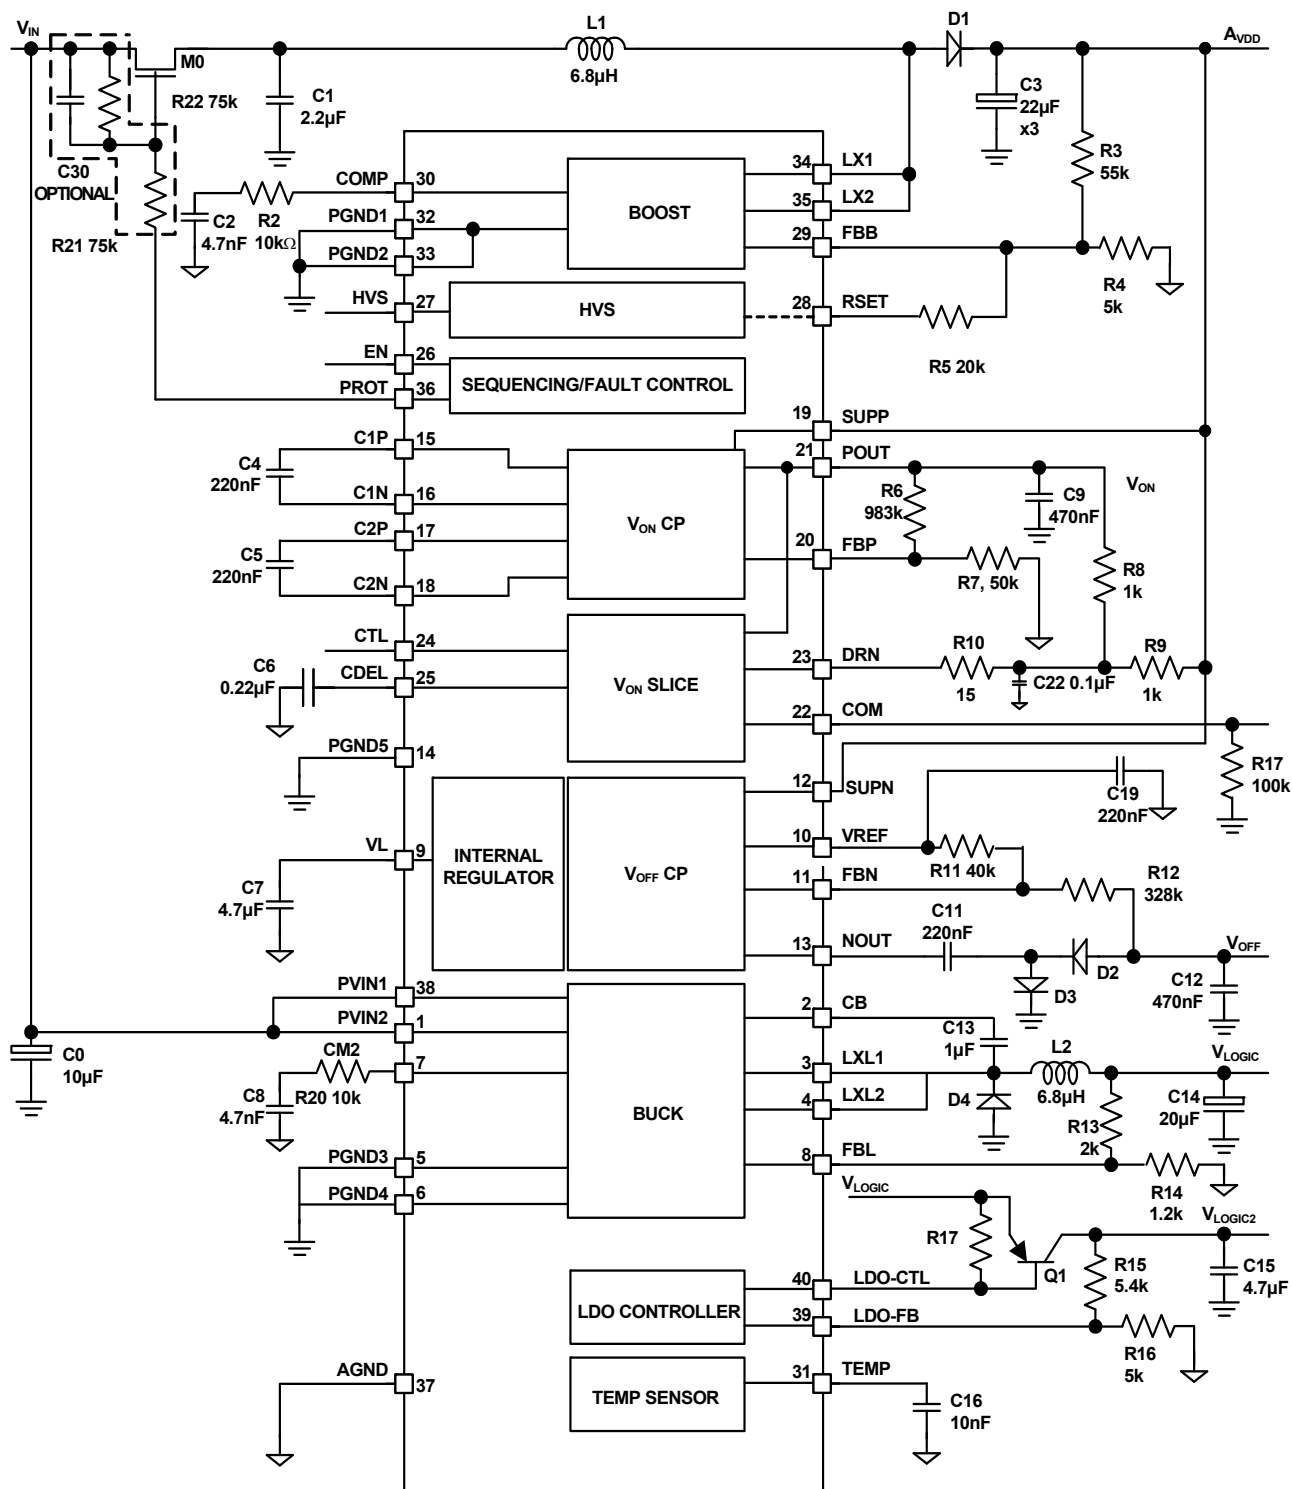 VIN
L1
6.8µH
D1
AVDD
M0
R22 75k
C1
2.2µF
C3
22µF
x3
R3
55k
C30
OPTIONAL
R21 75k
C2
4.7nF
R2
10kΩ
COMP
30
PGND1
32
PGND2
33
BOOST
34
LX1
35
LX2
29
FBB
R4
5k
HVS
27
HVS
28
RSET
R5 20k
EN
26
PROT
36
SEQUENCING/FAULT CONTROL
19
SUPP
21
POUT
C1P
15
C4
220nF
C1N
16
C2P
17
C5
220nF
C2N
18
VON CP
R6
983k
C9
470nF
VON
20
FBP
R7, 50k
R8
1k
CTL
24
C6
0.22µF
CDEL
25
VON SLICE
23
DRN
R10
15
C22 0.1µF
R9
1k
22
COM
PGND5
14
R17
100k
12
SUPN
C19
220nF
VL
9
C7
4.7µF
INTERNAL
REGULATOR
VOFF CP
10
VREF
R11 40k
11
FBN
R12
328k
C11
220nF
13
NOUT
D2
D3
VOFF
C12
470nF
PVIN1
38
PVIN2
1
C0
10µF
CM2
7
R20 10k
C8
4.7nF
BUCK
2
CB
C13
1µF
3
LXL1
4
LXL2
D4
L2
6.8µH
VLOGIC
C14
20µF
R13
2k
PGND3
5
PGND4
6
8
FBL
R14
1.2k
VLOGIC
VLOGIC2
R17
Q1
R15
5.4k
C15
4.7µF
LDO CONTROLLER
40
LDO-CTL
39
LDO-FB
R16
5k
AGND
37
TEMP SENSOR
31
TEMP
C16
10nF